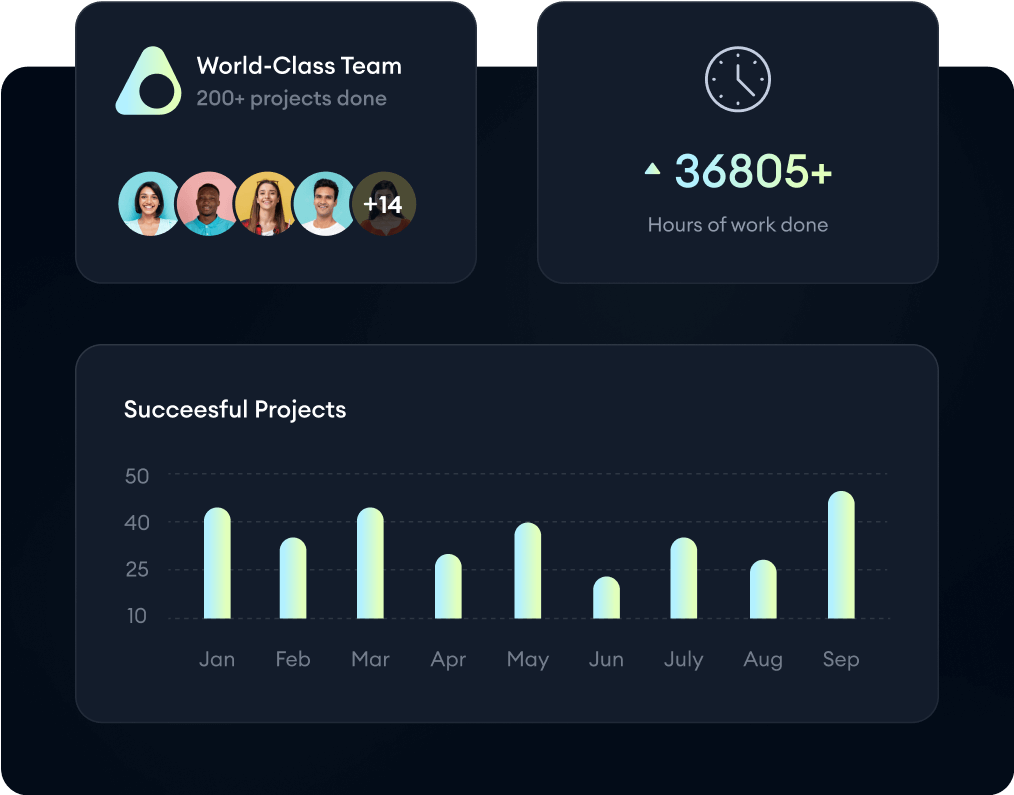 World-Class Team
200+ projects done
+14
36805+
Hours of work done
Succeesful Projects
50
40
25
10
Jan Feb Mar Apr May Jun July Aug Sep